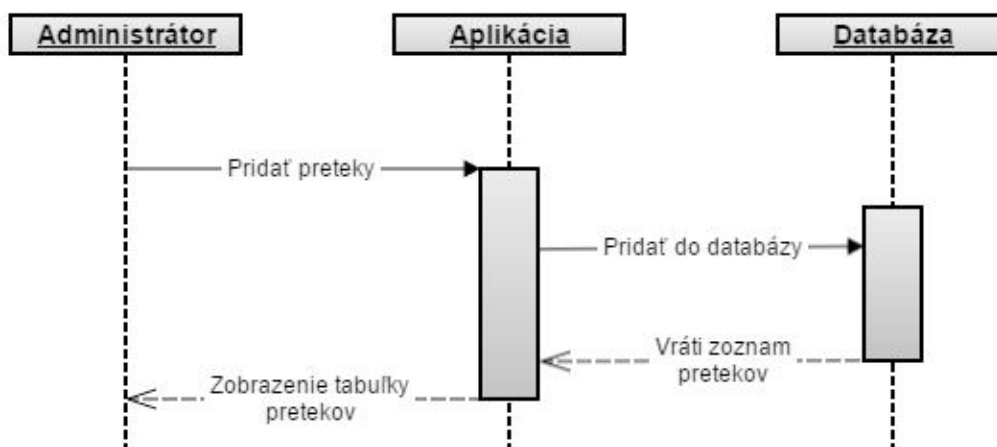 Administrátor
Aplikácia
Databáza
Pridať preteky
Pridať do databázy
Vráti zoznam
pretekov
Zobrazenie tabuľky
pretekov